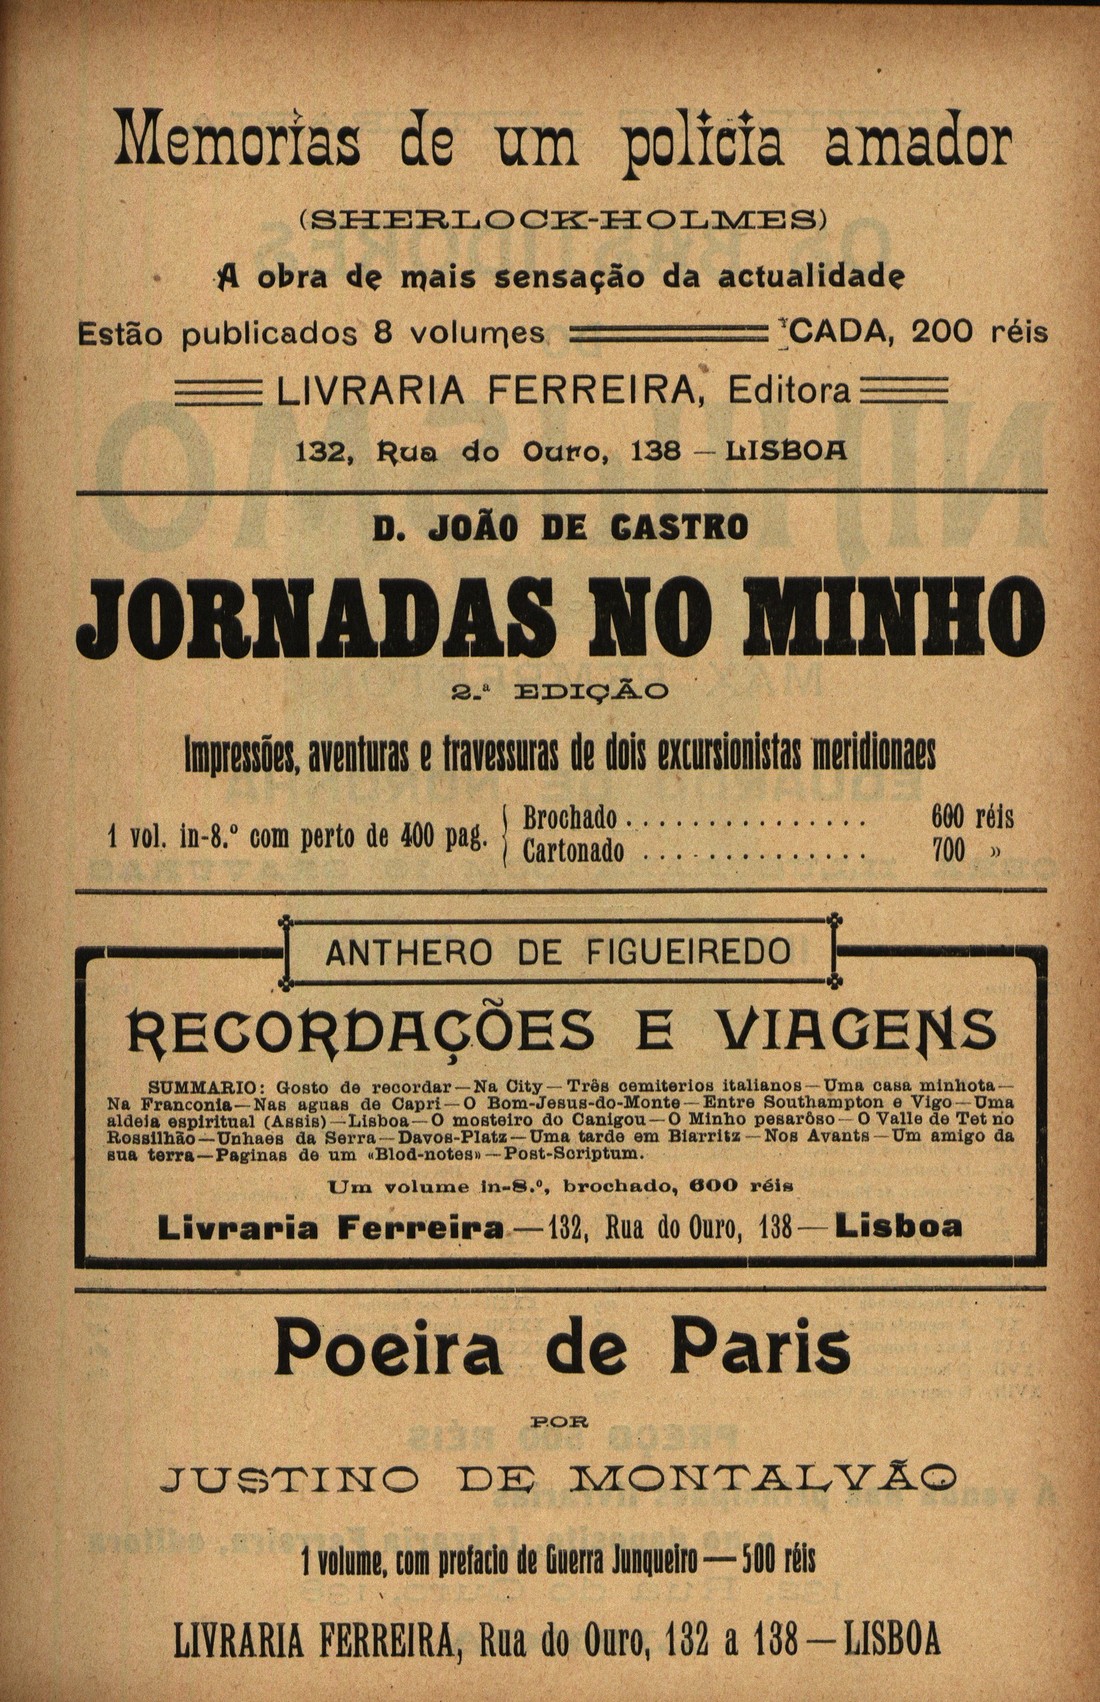 Memorias de um policia amador
(SHERLOCK-HOLMES)
A obra de mais sensação da actualidade
Estão publicados 8 volumes CADA, 200 réis
LIVRARIA FERREIRA, Editora
132, Rua do Ouro, 138 — LISBOA
D. JOÃO DE CASTRO
JORNADAS NO MINHO
2.ª EDIÇÃO
Impressões, aventuras e travessuras de dois excursionistas meridionaes
1 vol. in-8.º com perto de 400 pag. { Brochado . . . . . . . . . . . . . . . 600 réis
Cartonado . . . . . . . . . . . . . . 700 »
ANTHERO DE FIGUEIREDO
RECORDAÇÕES E VIAGENS
SUMMARIO: Gosto de recordar—Na City—Três cemiterios italianos—Uma casa minhota—
Na Franconia—Nas aguas de Capri—O Bom-Jesus-do-Monte—Entre Southampton e Vigo—Uma
aldeia espiritual (Assis)—Lisboa—O mosteiro do Canigou—O Minho pesarôso—O Valle de Tet no
Rossilhão—Unhaes da Serra—Davos-Platz—Uma tarde em Biarritz—Nos Avants—Um amigo da
sua terra—Paginas de um «Blod-notes»—Post-Scriptum.
Um volume in-8.º, brochado, 600 réis
Livraria Ferreira—132, Rua do Ouro, 138—Lisboa
Poeira de Paris
POR
JUSTINO DE MONTALVÃO
1 volume, com prefacio de Guerra Junqueiro — 500 réis
LIVRARIA FERREIRA, Rua do Ouro, 132 a 138 — LISBOA